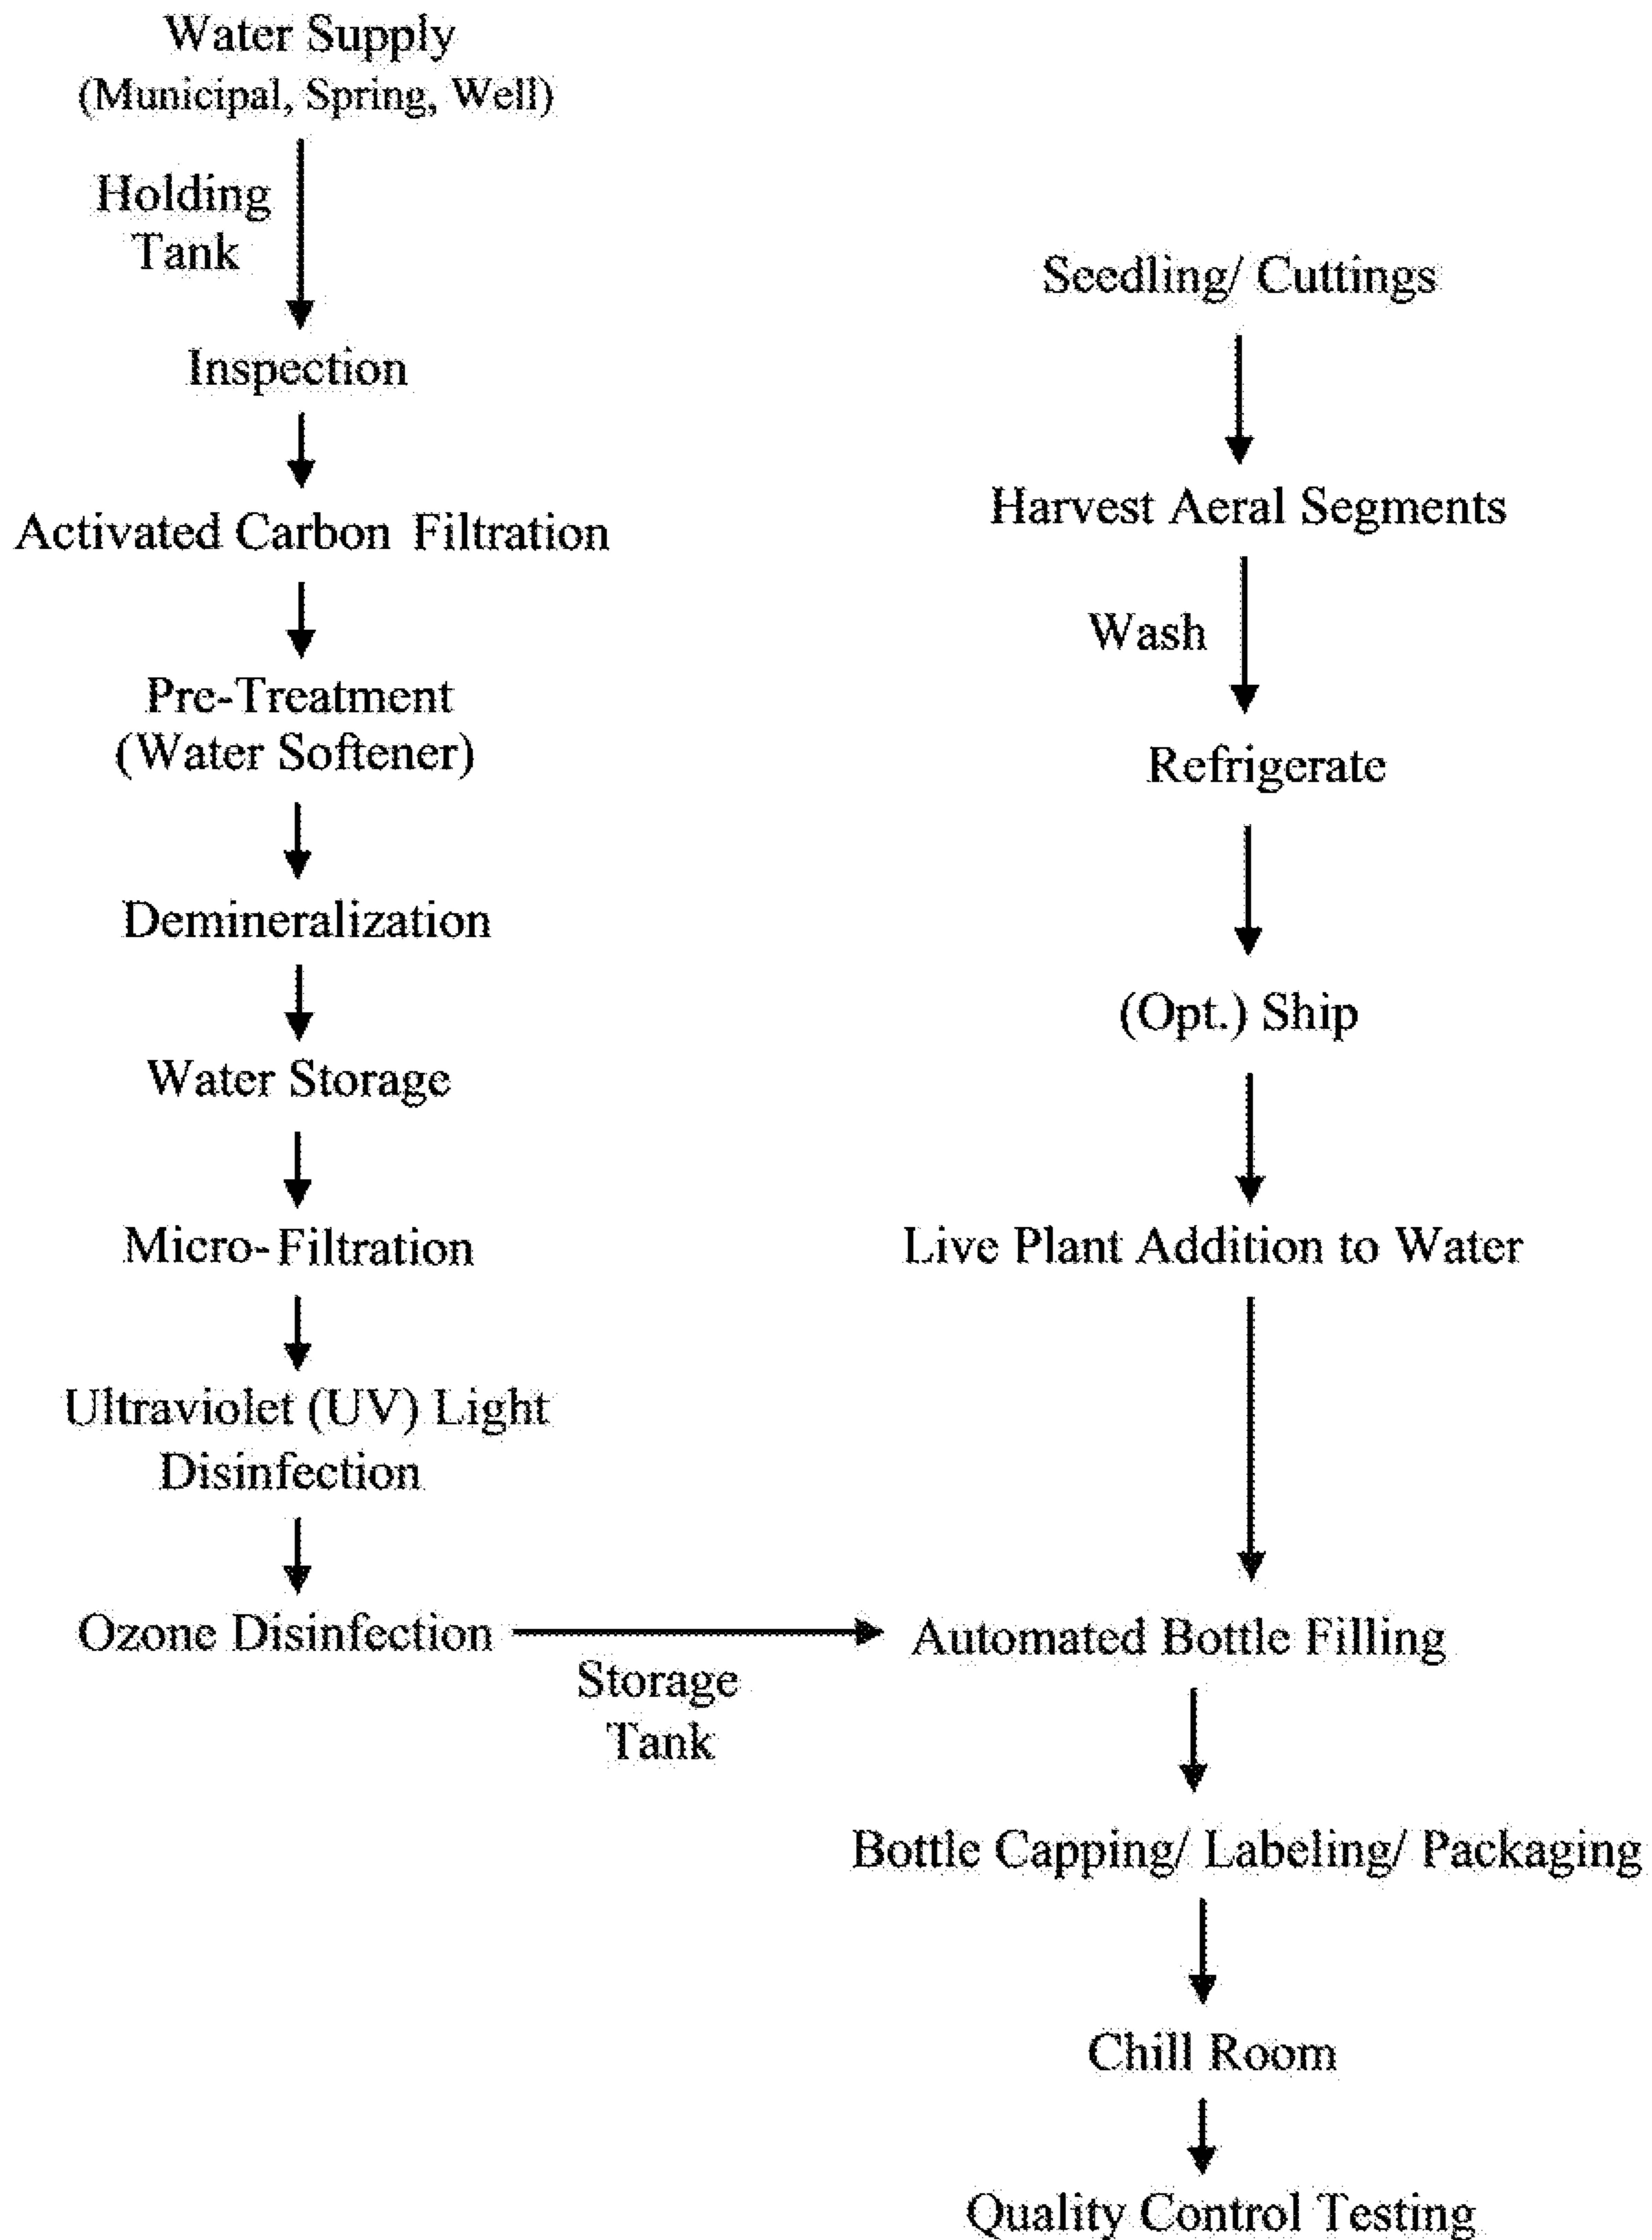 Water Supply
(Municipal, Spring, Well)
Holding
Tank
Inspection
Activated Carbon Filtration
Pre-Treatment
(Water Softener)
Demineralization
Water Storage
Micro-Filtration
Ultraviolet (UV) Light
Disinfection
Ozone Disinfection
Storage
Tank
Seedling/ Cuttings
Harvest Aeral Segments
Wash
Refrigerate
(Opt.) Ship
Live Plant Addition to Water
Automated Bottle Filling
Bottle Capping/ Labeling/ Packaging
Chill Room
Quality Control Testing